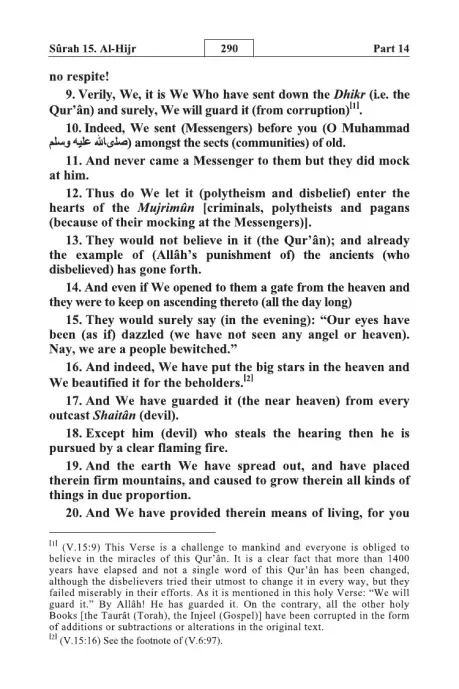 Sûrah 15. Al-Hijr 290 Part 14
no respite!
9. Verily, We, it is We Who have sent down the Dhikr (i.e. the
Qur’ân) and surely, We will guard it (from corruption)[1].
10. Indeed, We sent (Messengers) before you (O Muhammad
صلى الله عليه وسلم) amongst the sects (communities) of old.
11. And never came a Messenger to them but they did mock
at him.
12. Thus do We let it (polytheism and disbelief) enter the
hearts of the Mujrimûn [criminals, polytheists and pagans
(because of their mocking at the Messengers)].
13. They would not believe in it (the Qur’ân); and already
the example of (Allâh’s punishment of) the ancients (who
disbelieved) has gone forth.
14. And even if We opened to them a gate from the heaven and
they were to keep on ascending thereto (all the day long)
15. They would surely say (in the evening): “Our eyes have
been (as if) dazzled (we have not seen any angel or heaven).
Nay, we are a people bewitched.”
16. And indeed, We have put the big stars in the heaven and
We beautified it for the beholders.[2]
17. And We have guarded it (the near heaven) from every
outcast Shaitân (devil).
18. Except him (devil) who steals the hearing then he is
pursued by a clear flaming fire.
19. And the earth We have spread out, and have placed
therein firm mountains, and caused to grow therein all kinds of
things in due proportion.
20. And We have provided therein means of living, for you
[1] (V.15:9) This Verse is a challenge to mankind and everyone is obliged to
believe in the miracles of this Qur’ân. It is a clear fact that more than 1400
years have elapsed and not a single word of this Qur’ân has been changed,
although the disbelievers tried their utmost to change it in every way, but they
failed miserably in their efforts. As it is mentioned in this holy Verse: “We will
guard it.” By Allâh! He has guarded it. On the contrary, all the other holy
Books [the Taurât (Torah), the Injeel (Gospel)] have been corrupted in the form
of additions or subtractions or alterations in the original text.
[2] (V.15:16) See the footnote of (V.6:97).